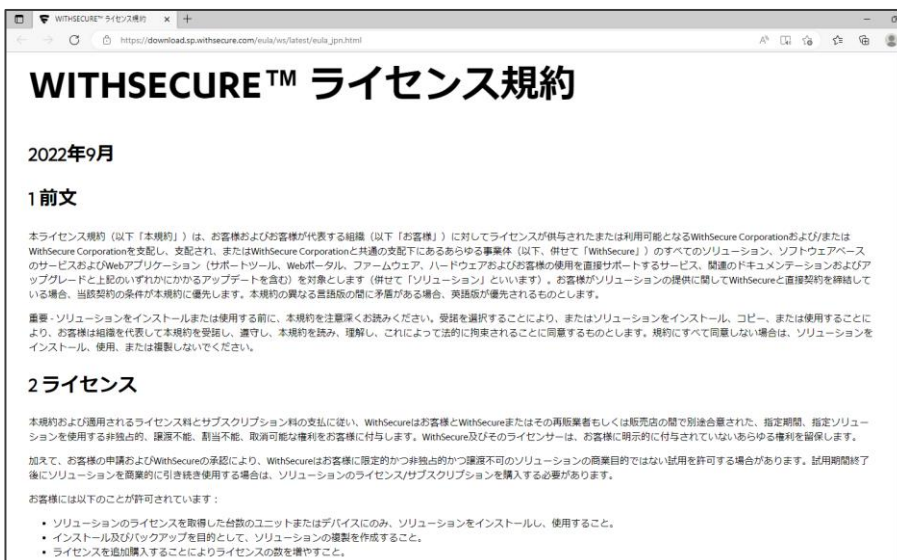 WITHSECURE™ ライセンス規約
https://download.sp.withsecure.com/eula/ws/latest/eula_jpn.html
WITHSECURE™ ライセンス規約
2022年9月
1 前文
本ライセンス規約（以下「本規約」）は、お客様およびお客様が代表する組織（以下「お客様」）に対してライセンスが供与されたまたは利用可能となるWithSecure Corporationおよび/または
WithSecure Corporationを支配し、支配され、またはWithSecure Corporationと共通の支配下にあるあらゆる事業体（以下、併せて「WithSecure」）のすべてのソリューション、ソフトウェアベース
のサービスおよびWebアプリケーション（サポートツール、Webポータル、ファームウェア、ハードウェアおよびお客様の使用を直接サポートするサービス、関連のドキュメンテーションおよびア
ップグレードと上記のいずれかにかかるアップデートを含む）を対象とします（併せて「ソリューション」といいます）。お客様がソリューションの提供に関してWithSecureと直接契約を締結して
いる場合、当該契約の条件が本規約に優先します。本規約の異なる言語版の間に矛盾がある場合、英語版が優先されるものとします。
重要 - ソリューションをインストールまたは使用する前に、本規約を注意深くお読みください。受諾を選択することにより、またはソリューションをインストール、コピー、または使用することに
より、お客様は組織を代表して本規約を受諾し、遵守し、本規約を読み、理解し、これによって法的に拘束されることに同意するものとします。規約にすべて同意しない場合は、ソリューションを
インストール、使用、または複製しないでください。
2 ライセンス
本規約および適用されるライセンス料とサブスクリプション料の支払に従い、WithSecureはお客様とWithSecureまたはその再販業者もしくは販売店の間で別途合意された、指定期間、指定ソリュー
ションを使用する非独占的、譲渡不能、割当不能、取消可能な権利をお客様に付与します。WithSecure及びそのライセンサーは、お客様に明示的に付与されていないあらゆる権利を留保します。
加えて、お客様の申請およびWithSecureの承認により、WithSecureはお客様に限定的かつ非独占的かつ譲渡不可のソリューションの商業目的ではない試用を許可する場合があります。試用期間終了
後にソリューションを商業的に引き続き使用する場合は、ソリューションのライセンス/サブスクリプションを購入する必要があります。
お客様には以下のことが許可されています：
• ソリューションのライセンスを取得した台数のユニットまたはデバイスにのみ、ソリューションをインストールし、使用すること。
• インストール及びバックアップを目的として、ソリューションの複製を作成すること。
• ライセンスを追加購入することによりライセンスの数を増やすこと。